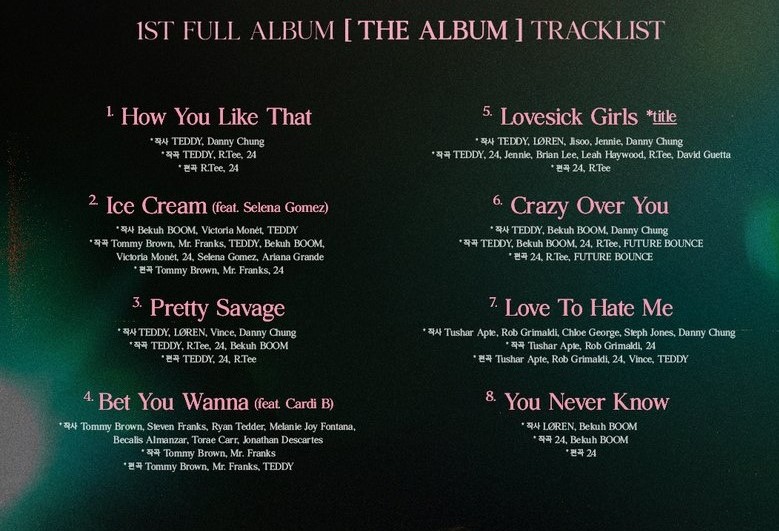 1ST FULL ALBUM [ THE ALBUM ] TRACKLIST
1. How You Like That
*작사 TEDDY, Danny Chung
*작곡 TEDDY, R.Tee, 24
*편곡 R.Tee, 24
2. Ice Cream (feat. Selena Gomez)
*작사 Bekuh BOOM, Victoria Monét, TEDDY
*작곡 Tommy Brown, Mr. Franks, TEDDY, Bekuh BOOM,
Victoria Monét, 24, Selena Gomez, Ariana Grande
*편곡 Tommy Brown, Mr. Franks, 24
3. Pretty Savage
*작사 TEDDY, LØREN, Vince, Danny Chung
*작곡 TEDDY, R.Tee, 24, Bekuh BOOM
*편곡 TEDDY, 24, R.Tee
4. Bet You Wanna (feat. Cardi B)
*작사 Tommy Brown, Steven Franks, Ryan Tedder, Melanie Joy Fontana,
Becalis Almanzar, Torae Carr, Jonathan Descartes
*작곡 Tommy Brown, Mr. Franks
*편곡 Tommy Brown, Mr. Franks, TEDDY
5. Lovesick Girls *title
*작사 TEDDY, LØREN, Jisoo, Jennie, Danny Chung
*작곡 TEDDY, 24, Jennie, Brian Lee, Leah Haywood, R.Tee, David Guetta
*편곡 24, R.Tee
6. Crazy Over You
*작사 TEDDY, Bekuh BOOM, Danny Chung
*작곡 TEDDY, Bekuh BOOM, 24, R.Tee, FUTURE BOUNCE
*편곡 24, R.Tee, FUTURE BOUNCE
7. Love To Hate Me
*작사 Tushar Apte, Rob Grimaldi, Chloe George, Steph Jones, Danny Chung
*작곡 Tushar Apte, Rob Grimaldi, 24
*편곡 Tushar Apte, Rob Grimaldi, 24, Vince, TEDDY
8. You Never Know
*작사 LØREN, Bekuh BOOM
*작곡 24, Bekuh BOOM
*편곡 24